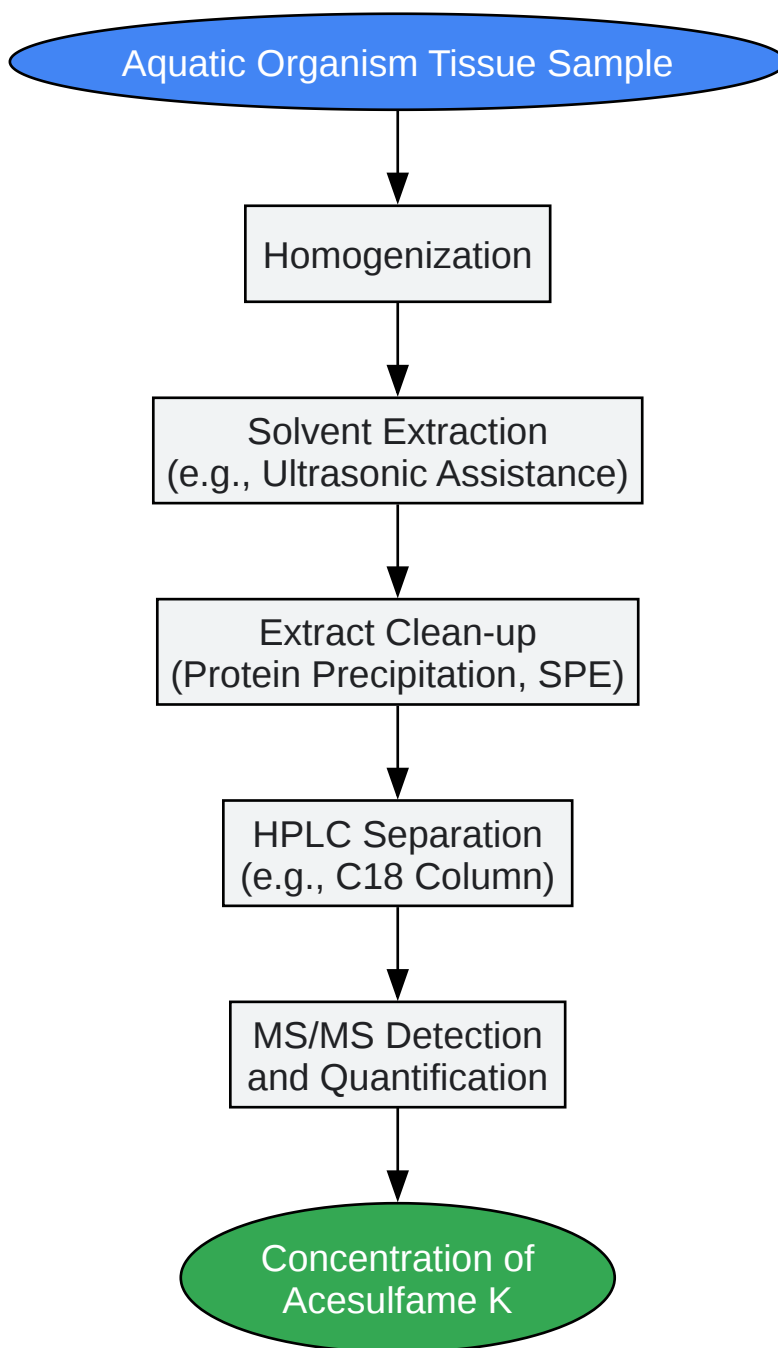 Aquatic Organism Tissue Sample
Homogenization
Solvent Extraction
(e.g., Ultrasonic Assistance)
Extract Clean-up
(Protein Precipitation, SPE)
HPLC Separation
(e.g., C18 Column)
MS/MS Detection
and Quantification
Concentration of
Acesulfame K